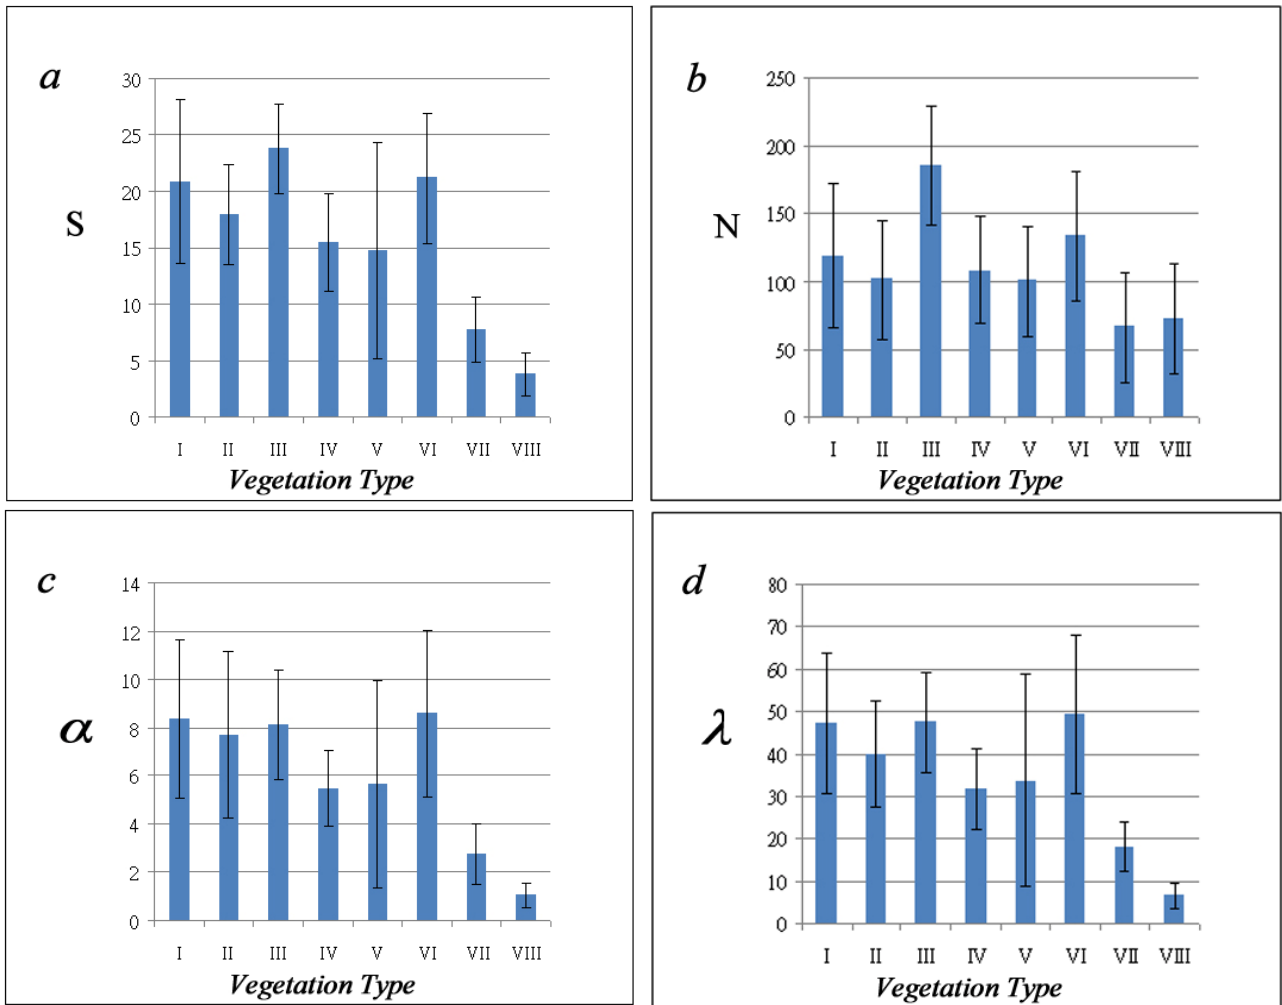 a
30
25
20
15
10
5
0
S
I II III IV V VI VII VIII
Vegetation Type
b
250
200
150
100
50
0
N
I II III IV V VI VII VIII
Vegetation Type
c
14
12
10
8
6
4
2
0
α
I II III IV V VI VII VIII
Vegetation Type
d
80
70
60
50
40
30
20
10
0
λ
I II III IV V VI VII VIII
Vegetation Type